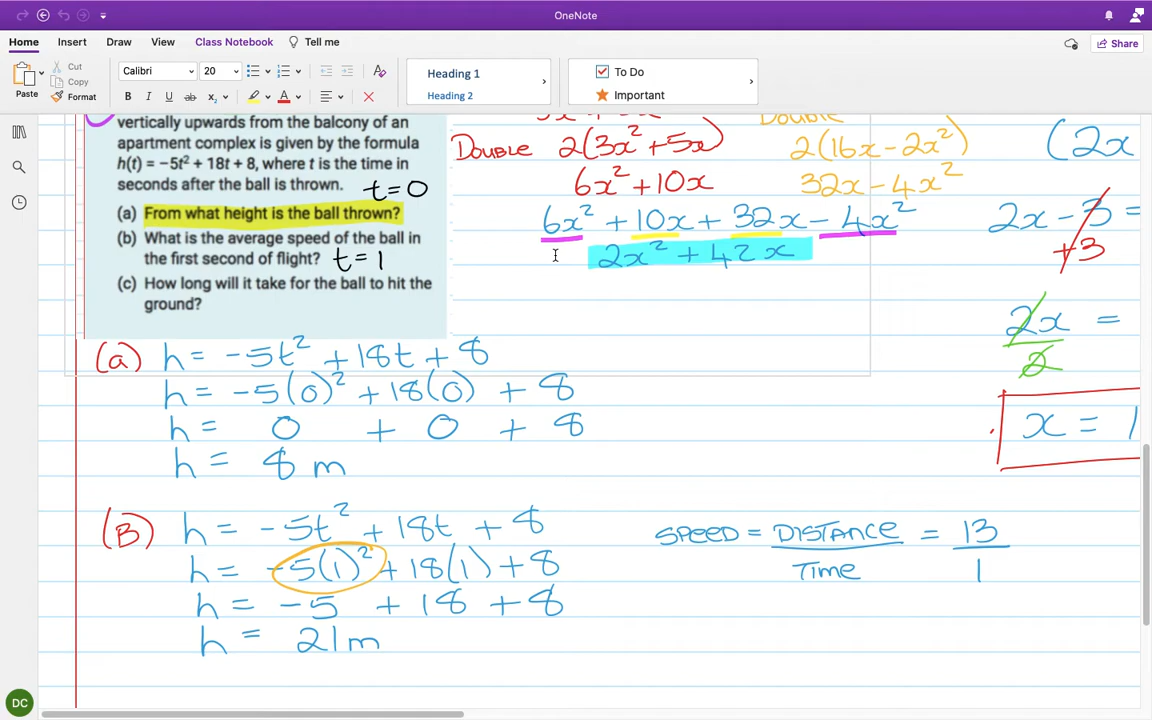 OneNote
Home Insert Draw View Class Notebook Tell me
Share
Paste
Cut
Copy
Format
Calibri 20
B I U ab x₂ A
Heading 1
Heading 2
To Do
Important
vertically upwards from the balcony of an
apartment complex is given by the formula
h(t) = −5t² + 18t + 8, where t is the time in
seconds after the ball is thrown. t = 0
(a) From what height is the ball thrown?
(b) What is the average speed of the ball in
the first second of flight? t = 1
(c) How long will it take for the ball to hit the
ground?
Double 2(3x² + 5x)
6x² + 10x
Double
2(16x − 2x²)
32x − 4x²
6x² + 10x + 32x − 4x²
2x² + 42x
(2x
2x − 3 =
+3
2x =
2
x = 1
(a) h = −5t² + 18t + 8
h = −5(0)² + 18(0) + 8
h = 0 + 0 + 8
h = 8 m
(B) h = −5t² + 18t + 8
h = −5(1)² + 18(1) + 8
h = −5 + 18 + 8
h = 21m
SPEED = DISTANCE = 13
Time 1
DC